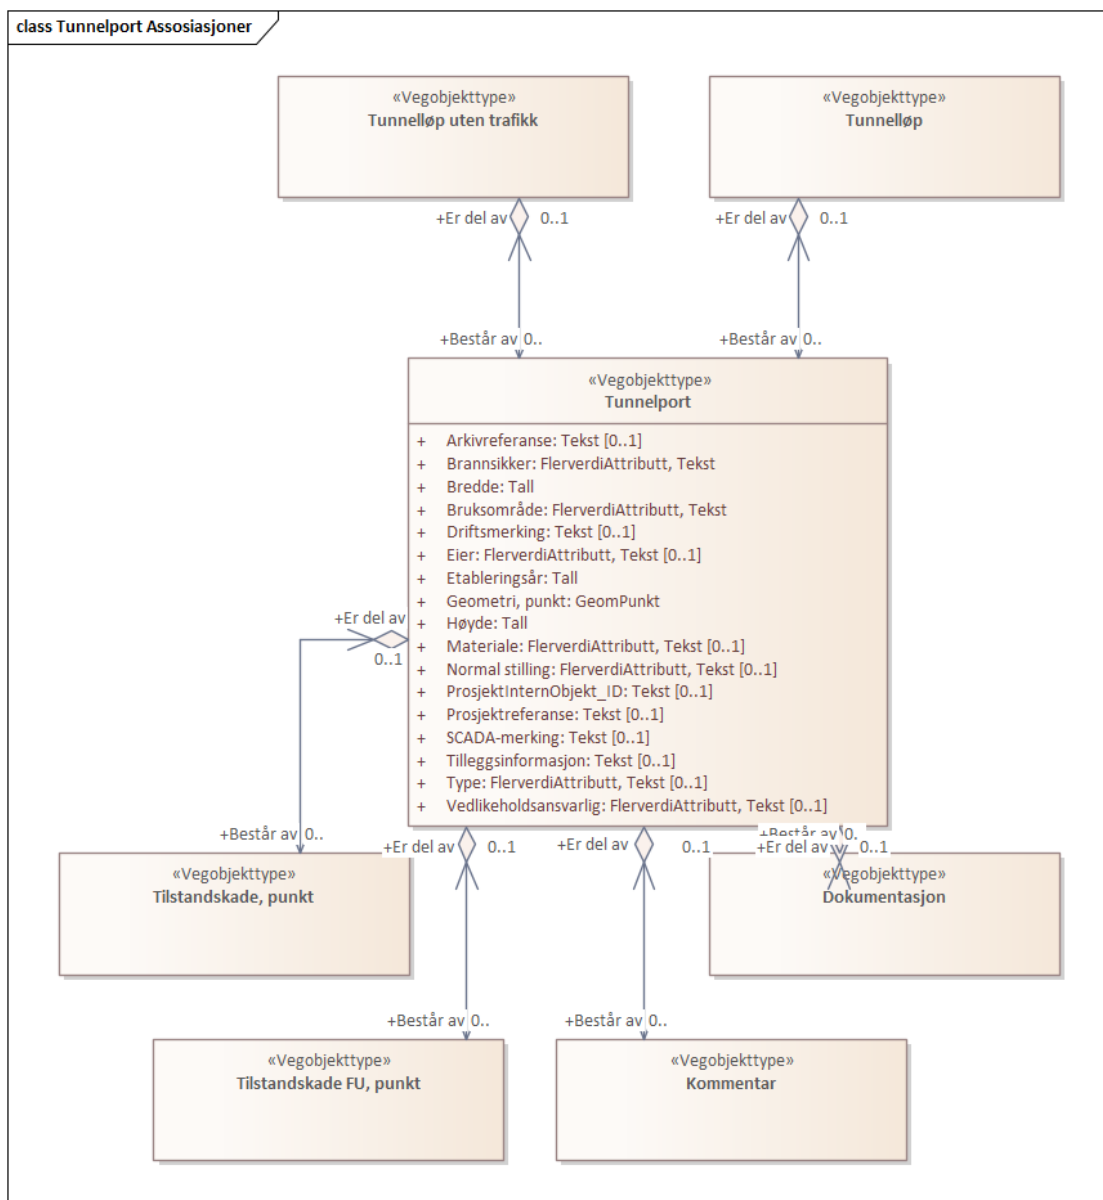 class Tunnelport Assosiasjoner
«Vegobjekttype»
Tunnelløp uten trafikk
«Vegobjekttype»
Tunnelløp
+Er del av
0..1
+Er del av
0..1
+Består av
0..
+Består av
0..
«Vegobjekttype»
Tunnelport
+ Arkivreferanse: Tekst [0..1]
+ Brannsikker: FlerverdiAttributt, Tekst
+ Bredde: Tall
+ Bruksområde: FlerverdiAttributt, Tekst
+ Driftsmerking: Tekst [0..1]
+ Eier: FlerverdiAttributt, Tekst [0..1]
+ Etableringsår: Tall
+ Geometri, punkt: GeomPunkt
+ Høyde: Tall
+ Materiale: FlerverdiAttributt, Tekst [0..1]
+ Normal stilling: FlerverdiAttributt, Tekst [0..1]
+ ProsjektInternObjekt_ID: Tekst [0..1]
+ Prosjektreferanse: Tekst [0..1]
+ SCADA-merking: Tekst [0..1]
+ Tilleggsinformasjon: Tekst [0..1]
+ Type: FlerverdiAttributt, Tekst [0..1]
+ Vedlikeholdsansvarlig: FlerverdiAttributt, Tekst [0..1]
+Er del av
0..1
+Består av
0..
+Er del av
0..1
+Er del av
0..1
+Består av
0..
+Er del av
0..1
«Vegobjekttype»
Tilstandskade, punkt
«Vegobjekttype»
Dokumentasjon
+Består av
0..
+Består av
0..
«Vegobjekttype»
Tilstandskade FU, punkt
«Vegobjekttype»
Kommentar